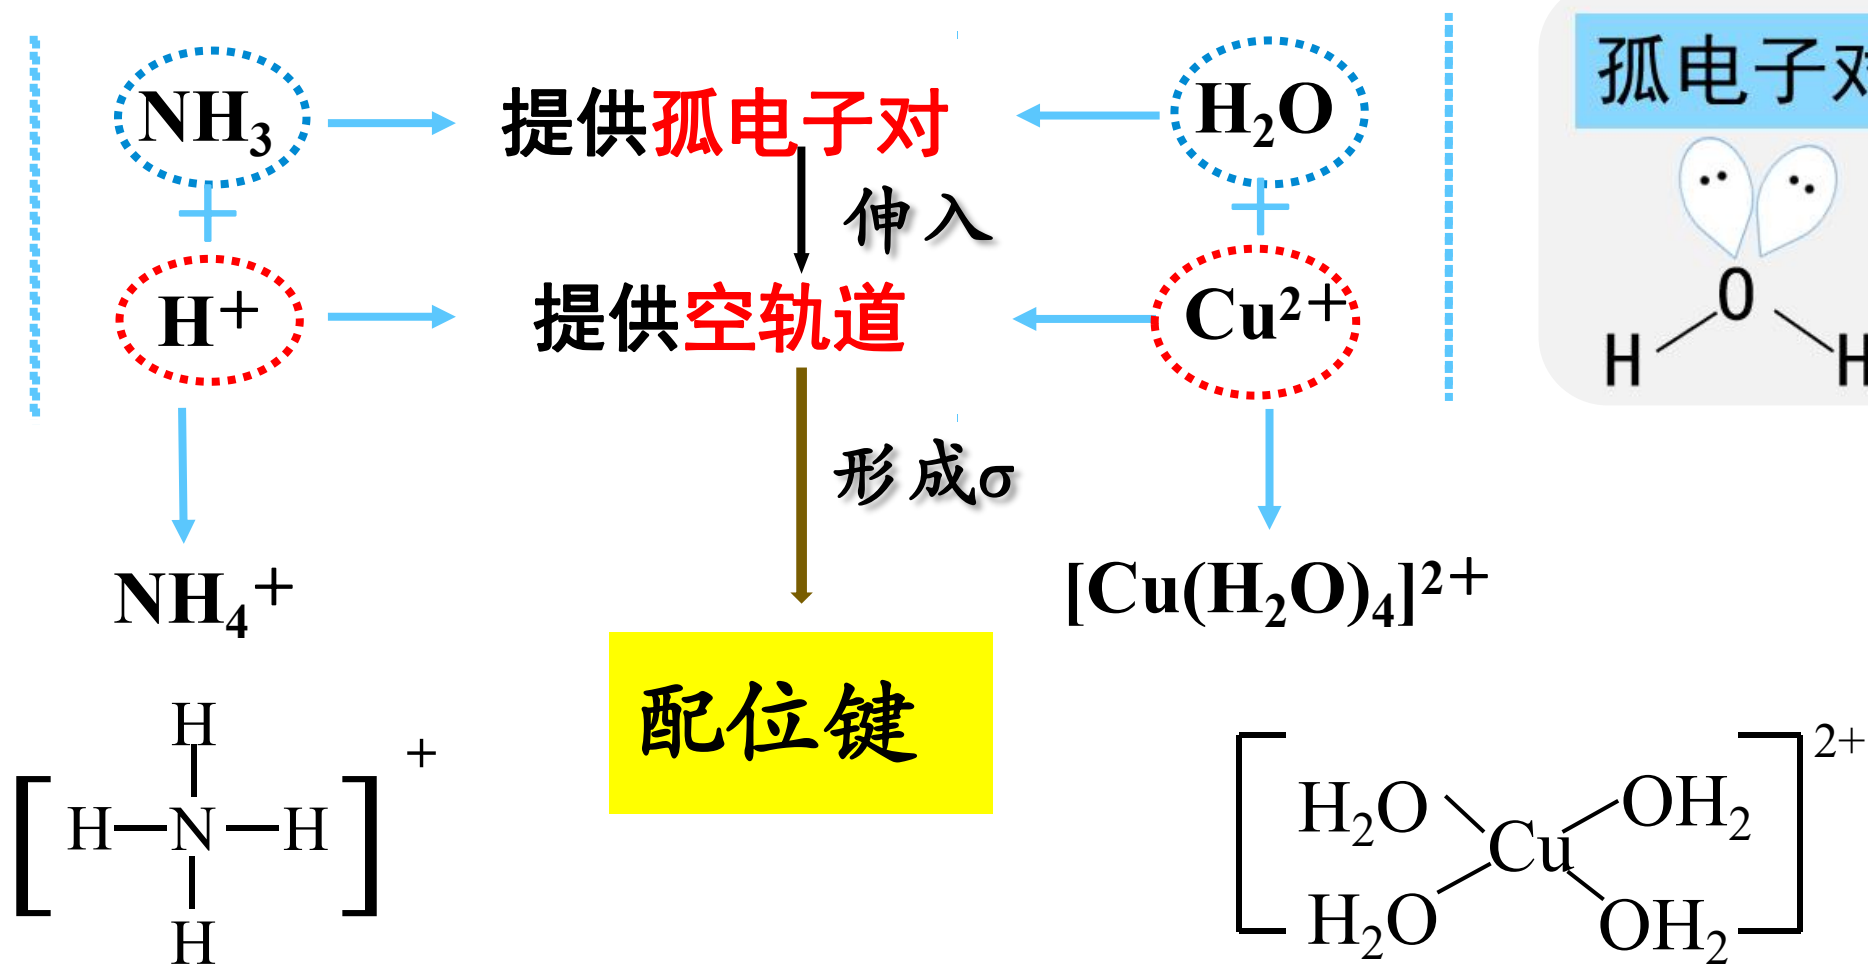 NH₃
提供孤电子对
H₂O
孤电子对
伸入
H⁺
提供空轨道
Cu²⁺
O
H H
形成σ
NH₄⁺
[Cu(H₂O)₄]²⁺
配位键
H
[H—N—H]⁺
H
H₂O OH₂ 2+
Cu
H₂O OH₂